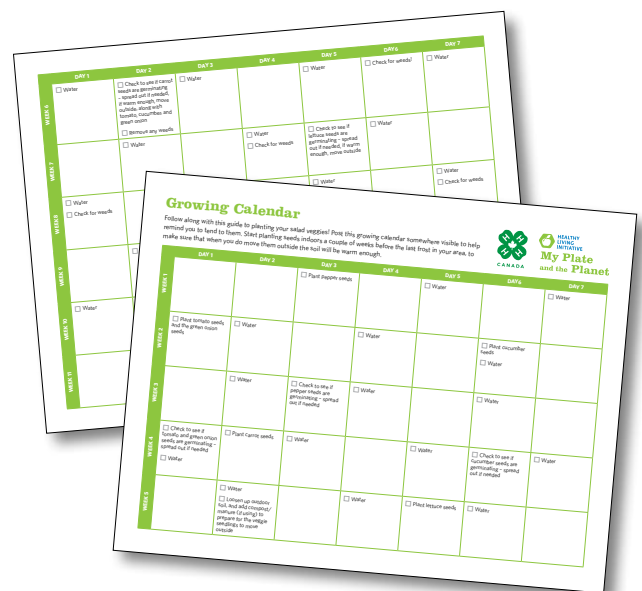 DAY 1 DAY 2 DAY 3 DAY 4 DAY 5 DAY 6 DAY 7
WEEK 6
Water
Check to see if carrot
seeds are germinating
– spread out if needed,
if warm enough, move
outside, along with
tomato, cucumber and
green onion
Remove any weeds
Water
Water
Check for weeds!
Water
WEEK 7
Water
Water
Check for weeds
Check to see if
lettuce seeds are
germinating – spread
out if needed, if warm
enough, move outside
Water
WEEK 8
Water
Check for weeds
Water
Water
Check for weeds
WEEK 9
WEEK 10
Water
WEEK 11
Growing Calendar
Follow along with this guide to planting your salad veggies! Post this growing calendar somewhere visible to help
remind you to tend to them. Start planting seeds indoors a couple of weeks before the last frost in your area, to
make sure that when you do move them outside the soil will be warm enough.
CANADA
HEALTHY
LIVING
INITIATIVE
My Plate
and the Planet
DAY 1 DAY 2 DAY 3 DAY 4 DAY 5 DAY 6 DAY 7
WEEK 1
Plant pepper seeds
Water
Water
WEEK 2
Plant tomato seeds
and the green onion
seeds
Water
Water
Plant cucumber
seeds
Water
WEEK 3
Water
Check to see if
pepper seeds are
germinating – spread
out if needed
Water
Water
WEEK 4
Check to see if
tomato and green onion
seeds are germinating –
spread out if needed
Water
Plant carrot seeds
Water
Water
Check to see if
cucumber seeds are
germinating – spread
out if needed
Water
WEEK 5
Water
Loosen up outdoor
soil, and add compost/
manure (if using) to
prepare for the veggie
seedlings to move
outside
Water
Plant lettuce seeds
Water